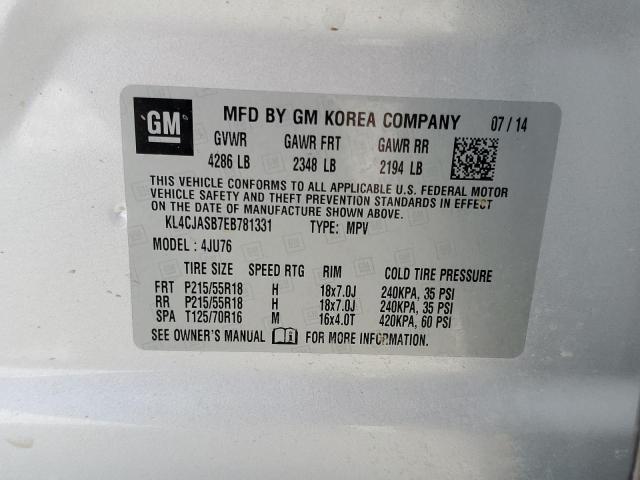 GM
MFD BY GM KOREA COMPANY 07 / 14
GVWR GAWR FRT GAWR RR
4286 LB 2348 LB 2194 LB
THIS VEHICLE CONFORMS TO ALL APPLICABLE U.S. FEDERAL MOTOR
VEHICLE SAFETY AND THEFT PREVENTION STANDARDS IN EFFECT ON
THE DATE OF MANUFACTURE SHOWN ABOVE.
KL4CJASB7EB781331 TYPE: MPV
MODEL : 4JU76
TIRE SIZE SPEED RTG RIM COLD TIRE PRESSURE
FRT P215/55R18 H 18x7.0J 240KPA, 35 PSI
RR P215/55R18 H 18x7.0J 240KPA, 35 PSI
SPA T125/70R16 M 16x4.0T 420KPA, 60 PSI
SEE OWNER'S MANUAL FOR MORE INFORMATION.